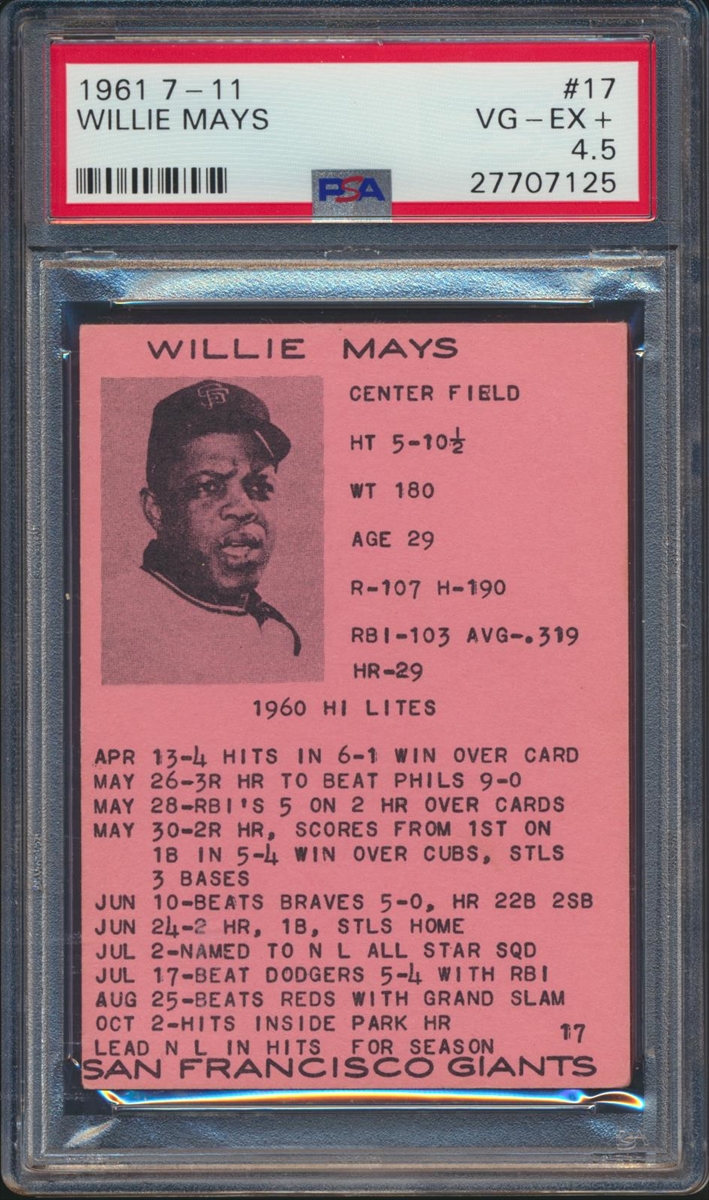 1961 7-11 #17
WILLIE MAYS VG-EX+
4.5
PSA 27707125
WILLIE MAYS
SF
CENTER FIELD
HT 5-10½
WT 180
AGE 29
R-107 H-190
RBI-103 AVG-.319
HR-29
1960 HI LITES
APR 13-4 HITS IN 6-1 WIN OVER CARD
MAY 26-3R HR TO BEAT PHILS 9-0
MAY 28-RBI'S 5 ON 2 HR OVER CARDS
MAY 30-2R HR, SCORES FROM 1ST ON
1B IN 5-4 WIN OVER CUBS, STLS
3 BASES
JUN 10-BEATS BRAVES 5-0, HR 22B 2SB
JUN 24-2 HR, 1B, STLS HOME
JUL 2-NAMED TO N L ALL STAR SQD
JUL 17-BEAT DODGERS 5-4 WITH RBI
AUG 25-BEATS REDS WITH GRAND SLAM
OCT 2-HITS INSIDE PARK HR
17
LEAD N L IN HITS FOR SEASON
SAN FRANCISCO GIANTS